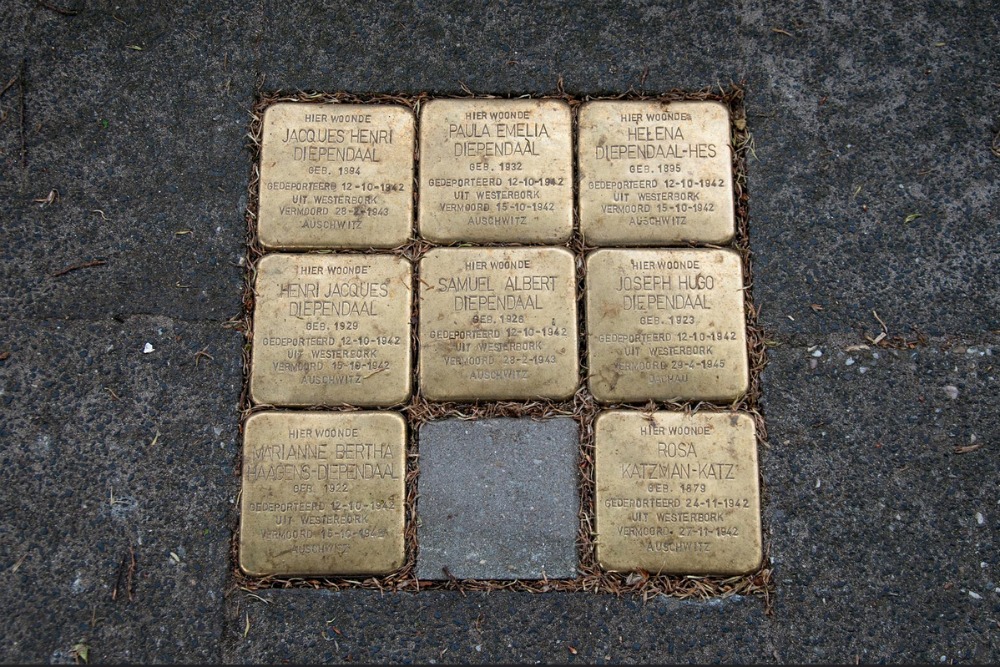 HIER WOONDE
JACQUES HENRI
DIEPENDAAL
GEB. 1894
GEDEPORTEERD 12-10-1942
UIT WESTERBORK
VERMOORD 28-2-1943
AUSCHWITZ
HIER WOONDE
PAULA EMELIA
DIEPENDAAL
GEB. 1932
GEDEPORTEERD 12-10-1942
UIT WESTERBORK
VERMOORD 15-10-1942
AUSCHWITZ
HIER WOONDE
HELENA
DIEPENDAAL-HES
GEB. 1895
GEDEPORTEERD 12-10-1942
UIT WESTERBORK
VERMOORD 15-10-1942
AUSCHWITZ
HIER WOONDE
HENRI JACQUES
DIEPENDAAL
GEB. 1929
GEDEPORTEERD 12-10-1942
UIT WESTERBORK
VERMOORD 15-10-1942
AUSCHWITZ
HIER WOONDE
SAMUEL ALBERT
DIEPENDAAL
GEB. 1926
GEDEPORTEERD 12-10-1942
UIT WESTERBORK
VERMOORD 28-2-1943
AUSCHWITZ
HIER WOONDE
JOSEPH HUGO
DIEPENDAAL
GEB. 1923
GEDEPORTEERD 12-10-1942
UIT WESTERBORK
VERMOORD 29-4-1945
DACHAU
HIER WOONDE
MARIANNE BERTHA
HAAGENS-DIEPENDAAL
GEB. 1922
GEDEPORTEERD 12-10-1942
UIT WESTERBORK
VERMOORD 15-10-1942
AUSCHWITZ
HIER WOONDE
ROSA
KATZMAN-KATZ
GEB. 1879
GEDEPORTEERD 24-11-1942
UIT WESTERBORK
VERMOORD 27-11-1942
AUSCHWITZ